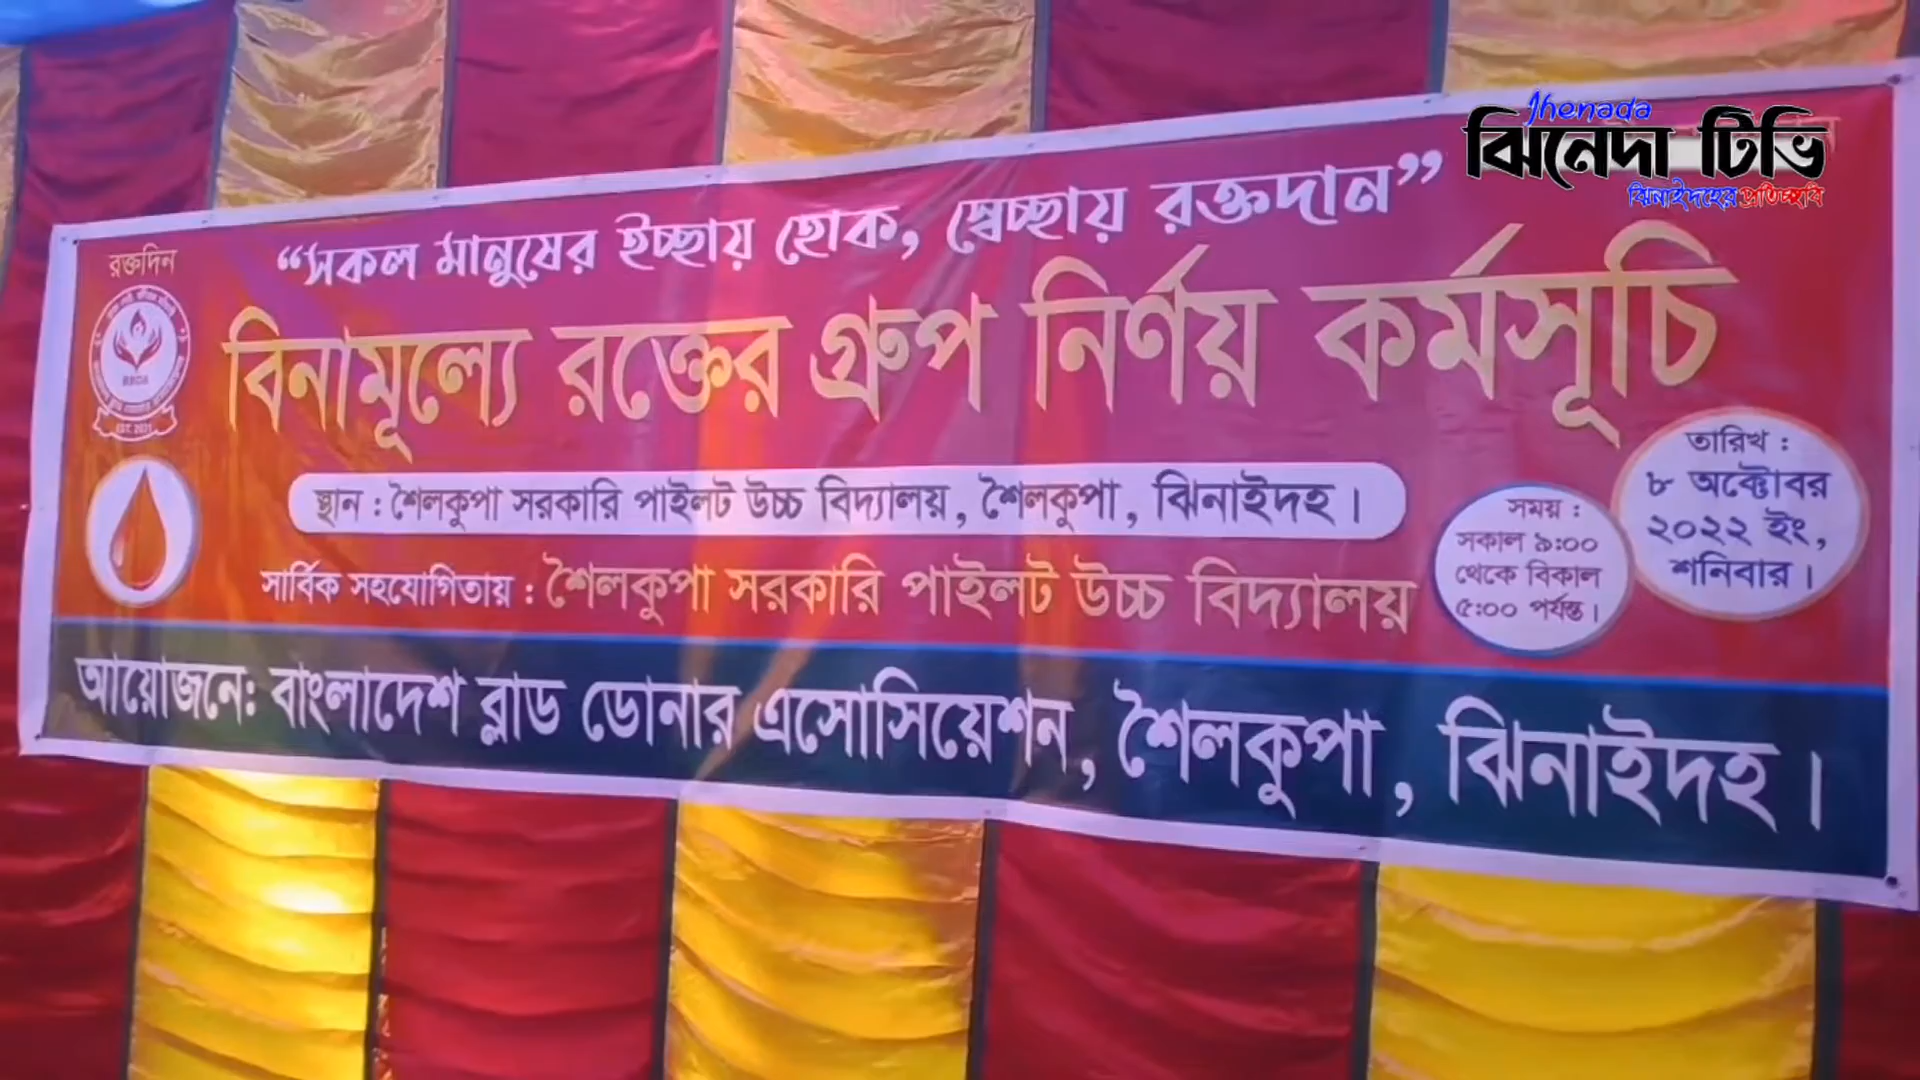 Jhenada
ঝিনেদা টিভি
ঝিনাইদহের প্রতিচ্ছবি
“সকল মানুষের ইচ্ছায় হোক, স্বেচ্ছায় রক্তদান”
রক্তদিন
বিনামূল্যে রক্তের গ্রুপ নির্ণয় কর্মসূচি
EST. 2021
স্থান : শৈলকুপা সরকারি পাইলট উচ্চ বিদ্যালয়, শৈলকুপা, ঝিনাইদহ।
তারিখ :
৮ অক্টোবর
২০২২ ইং,
শনিবার।
সময় :
সকাল ৯:০০
থেকে বিকাল
৫:০০ পর্যন্ত।
সার্বিক সহযোগিতায় : শৈলকুপা সরকারি পাইলট উচ্চ বিদ্যালয়
আয়োজনে: বাংলাদেশ ব্লাড ডোনার এসোসিয়েশন, শৈলকুপা, ঝিনাইদহ।